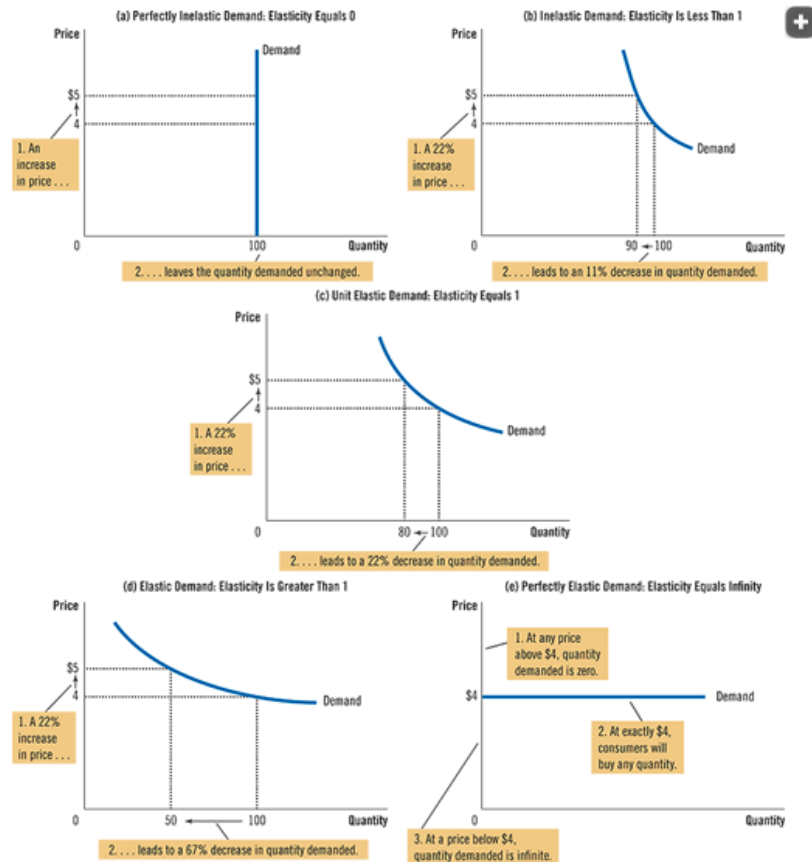 (a) Perfectly Inelastic Demand: Elasticity Equals 0
Price
Demand
$5
4
1. An
increase
in price . . .
0
100
Quantity
2. . . . leaves the quantity demanded unchanged.
(b) Inelastic Demand: Elasticity Is Less Than 1
Price
$5
4
1. A 22%
increase
in price . . .
Demand
0
90
100
Quantity
2. . . . leads to an 11% decrease in quantity demanded.
(c) Unit Elastic Demand: Elasticity Equals 1
Price
$5
4
1. A 22%
increase
in price . . .
Demand
0
80
100
Quantity
2. . . . leads to a 22% decrease in quantity demanded.
(d) Elastic Demand: Elasticity Is Greater Than 1
Price
$5
4
Demand
1. A 22%
increase
in price . . .
0
50
100
Quantity
2. . . . leads to a 67% decrease in quantity demanded.
(e) Perfectly Elastic Demand: Elasticity Equals Infinity
Price
1. At any price
above $4, quantity
demanded is zero.
$4
Demand
2. At exactly $4,
consumers will
buy any quantity.
0
Quantity
3. At a price below $4,
quantity demanded is infinite.